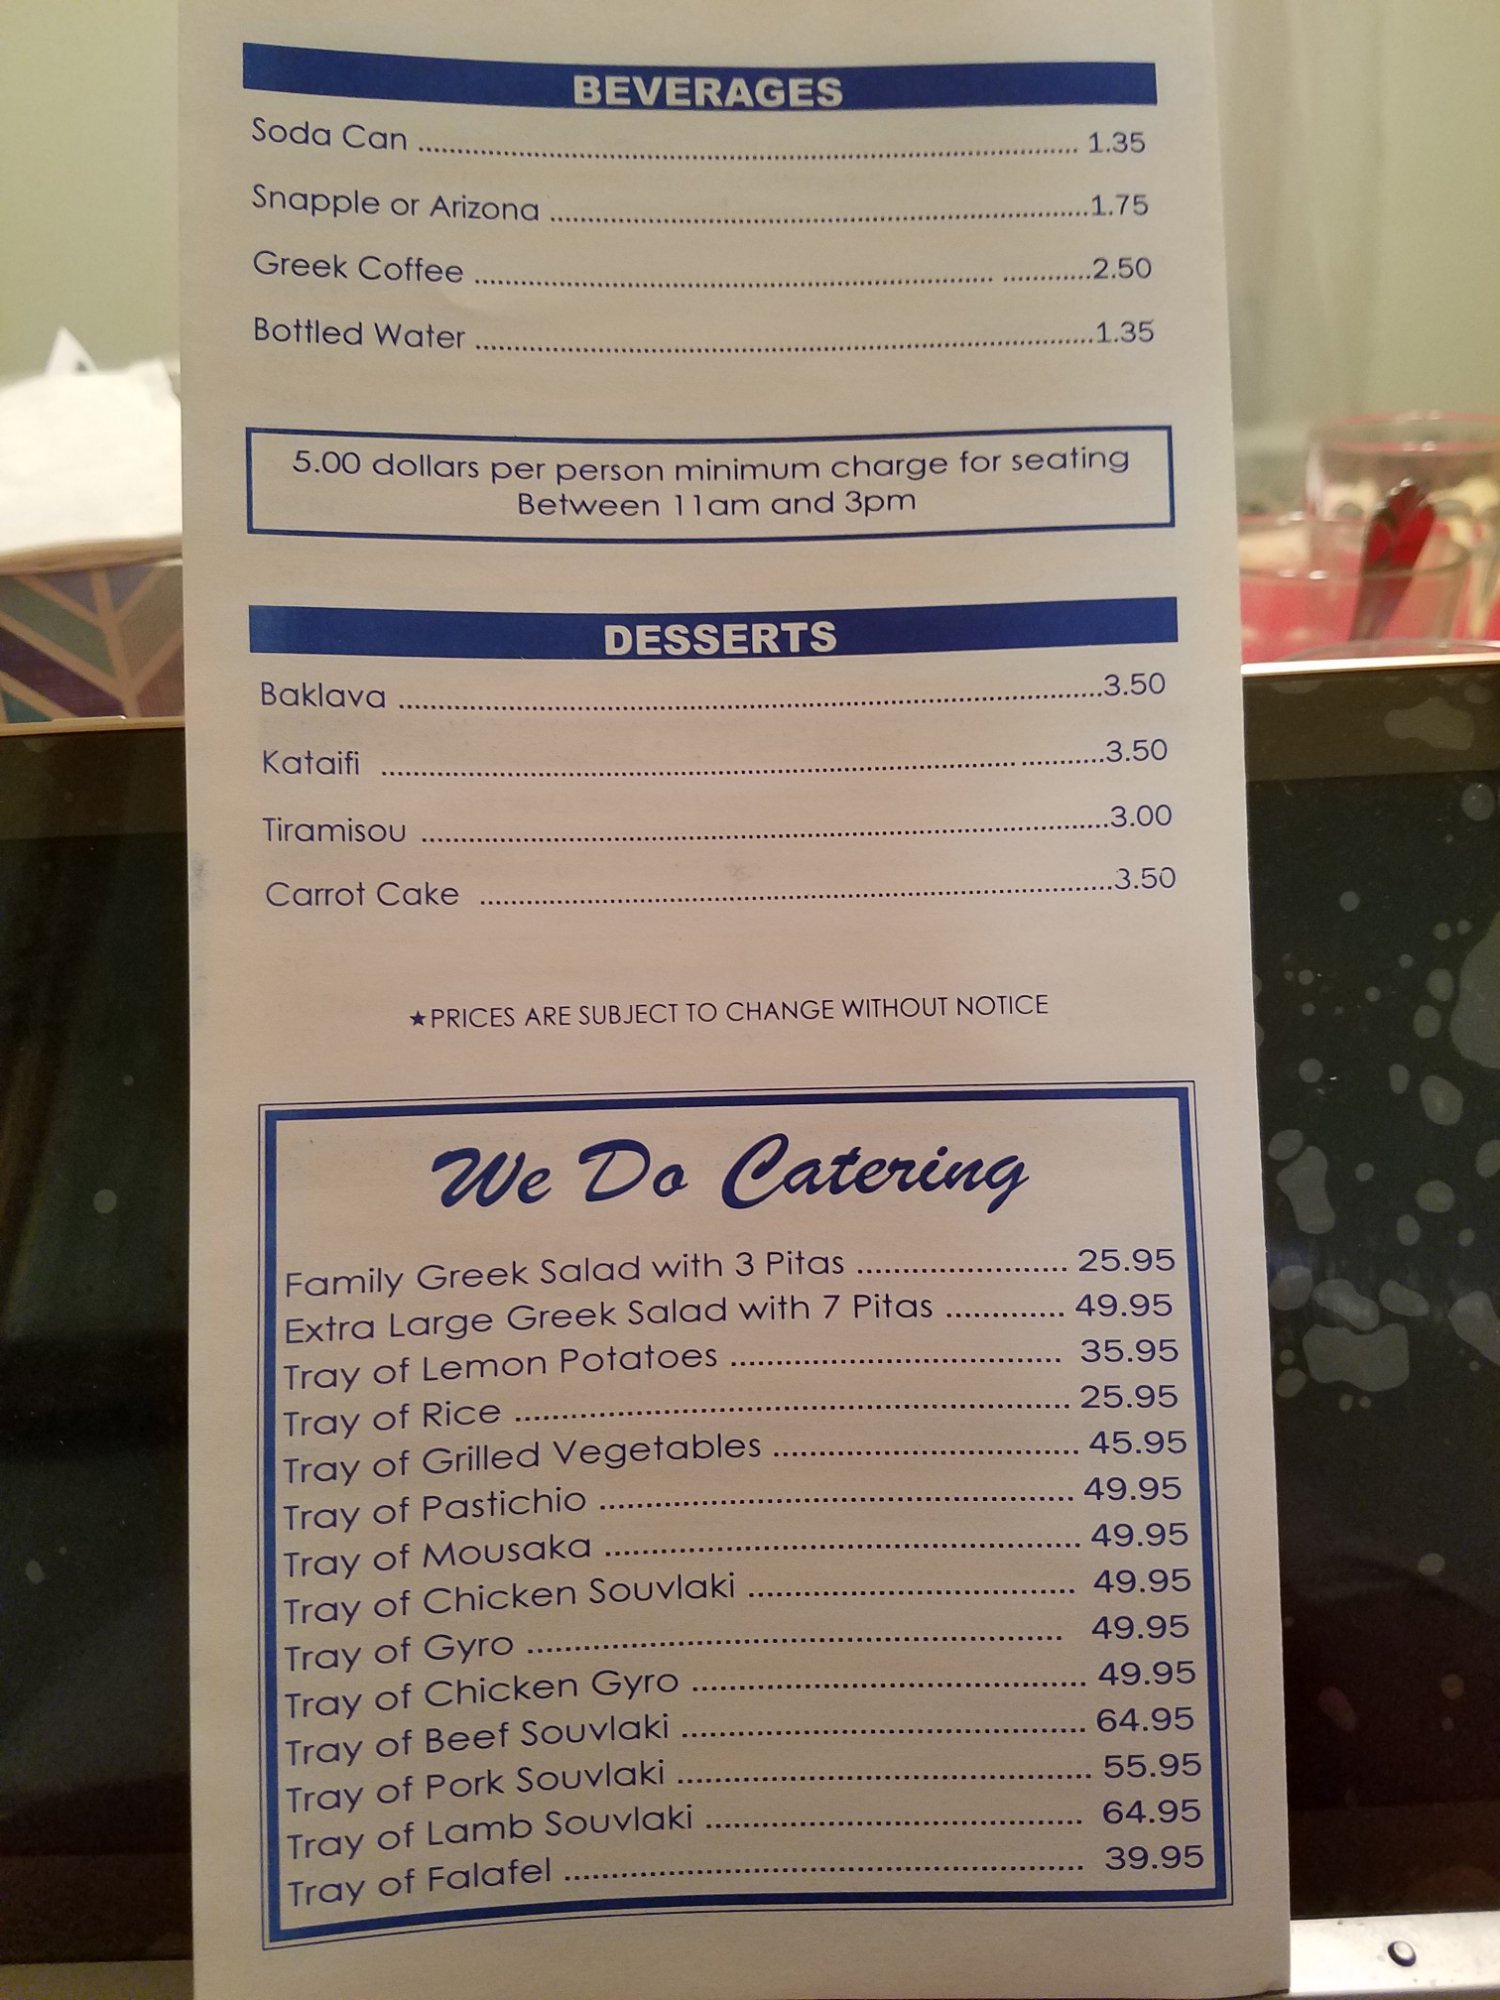 BEVERAGES
Soda Can ........ 1.35
Snapple or Arizona ........1.75
Greek Coffee ........2.50
Bottled Water ........1.35
5.00 dollars per person minimum charge for seating
Between 11am and 3pm
DESSERTS
Baklava ........3.50
Kataifi ........3.50
Tiramisou ........3.00
Carrot Cake ........3.50
★PRICES ARE SUBJECT TO CHANGE WITHOUT NOTICE
We Do Catering
Family Greek Salad with 3 Pitas ........ 25.95
Extra Large Greek Salad with 7 Pitas ........ 49.95
Tray of Lemon Potatoes ........ 35.95
Tray of Rice ........ 25.95
Tray of Grilled Vegetables ........ 45.95
Tray of Pastichio ........ 49.95
Tray of Mousaka ........ 49.95
Tray of Chicken Souvlaki ........ 49.95
Tray of Gyro ........ 49.95
Tray of Chicken Gyro ........ 49.95
Tray of Beef Souvlaki ........ 64.95
Tray of Pork Souvlaki ........ 55.95
Tray of Lamb Souvlaki ........ 64.95
Tray of Falafel ........ 39.95